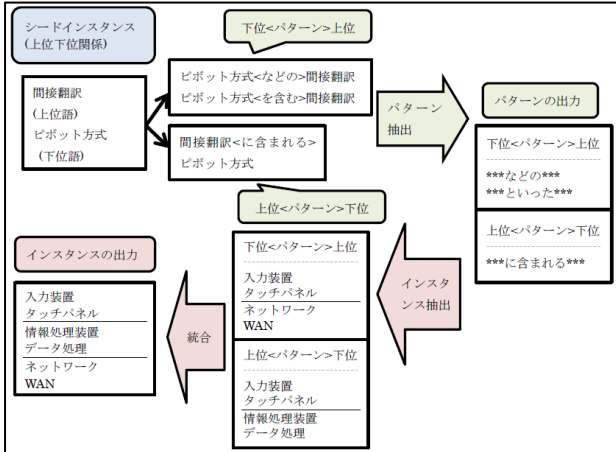 シードインスタンス
(上位下位関係)
下位<パターン>上位
間接翻訳
(上位語)
ピボット方式
(下位語)
ピボット方式<などの>間接翻訳
ピボット方式<を含む>間接翻訳
間接翻訳<に含まれる>
ピボット方式
パターン
抽出
パターンの出力
下位<パターン>上位
***などの***
***といった***
上位<パターン>下位
***に含まれる***
上位<パターン>下位
インスタンスの出力
入力装置
タッチパネル
情報処理装置
データ処理
ネットワーク
WAN
統合
下位<パターン>上位
入力装置
タッチパネル
ネットワーク
WAN
上位<パターン>下位
入力装置
タッチパネル
情報処理装置
データ処理
インスタ
ンス抽出